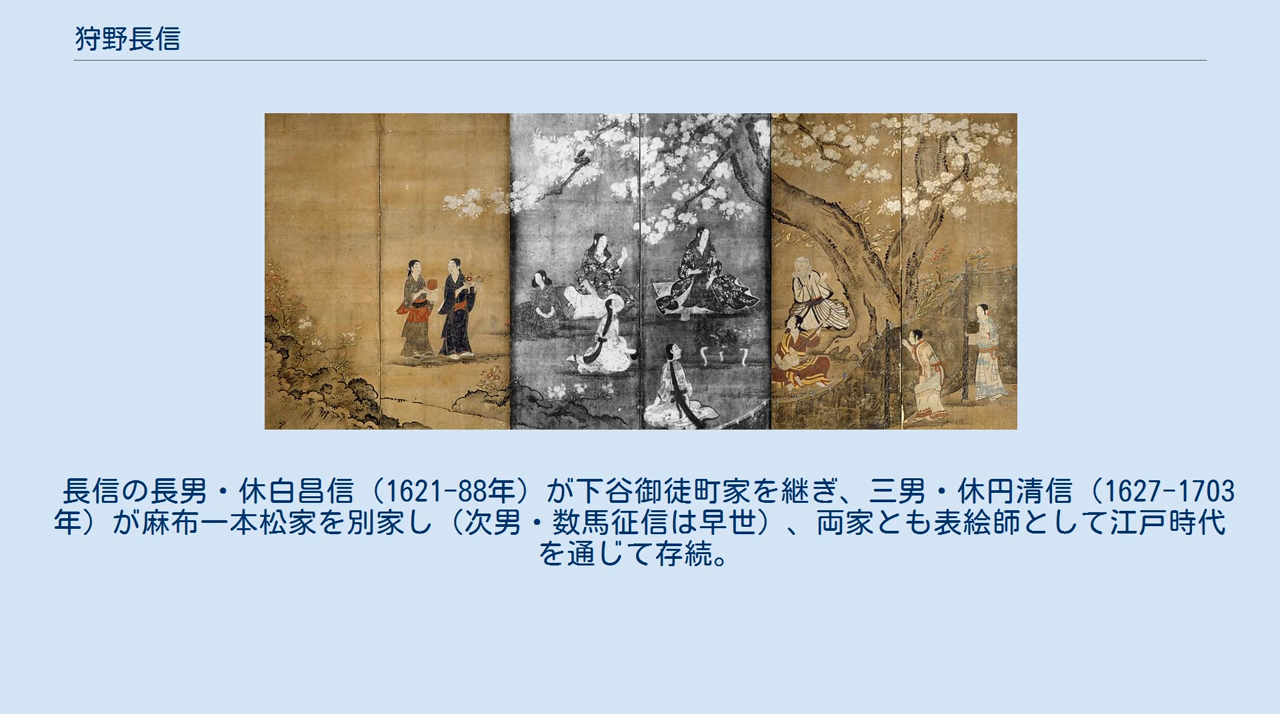 狩野長信
長信の長男・休白昌信（1621-88年）が下谷御徒町家を継ぎ、三男・休円清信（1627-1703
年）が麻布一本松家を別家し（次男・数馬征信は早世）、両家とも表絵師として江戸時代
を通じて存続。